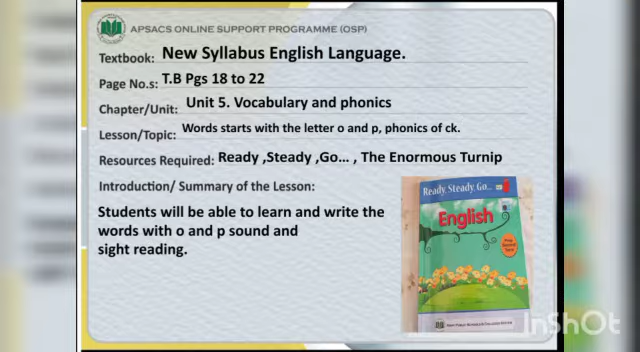 APSACS ONLINE SUPPORT PROGRAMME (OSP)
Textbook: New Syllabus English Language.
Page No.s: T.B Pgs 18 to 22
Chapter/Unit: Unit 5. Vocabulary and phonics
Lesson/Topic: Words starts with the letter o and p, phonics of ck.
Resources Required: Ready ,Steady ,Go... , The Enormous Turnip
Introduction/ Summary of the Lesson:
Students will be able to learn and write the
words with o and p sound and
sight reading.
Ready, Steady, Go...
English
InShOt